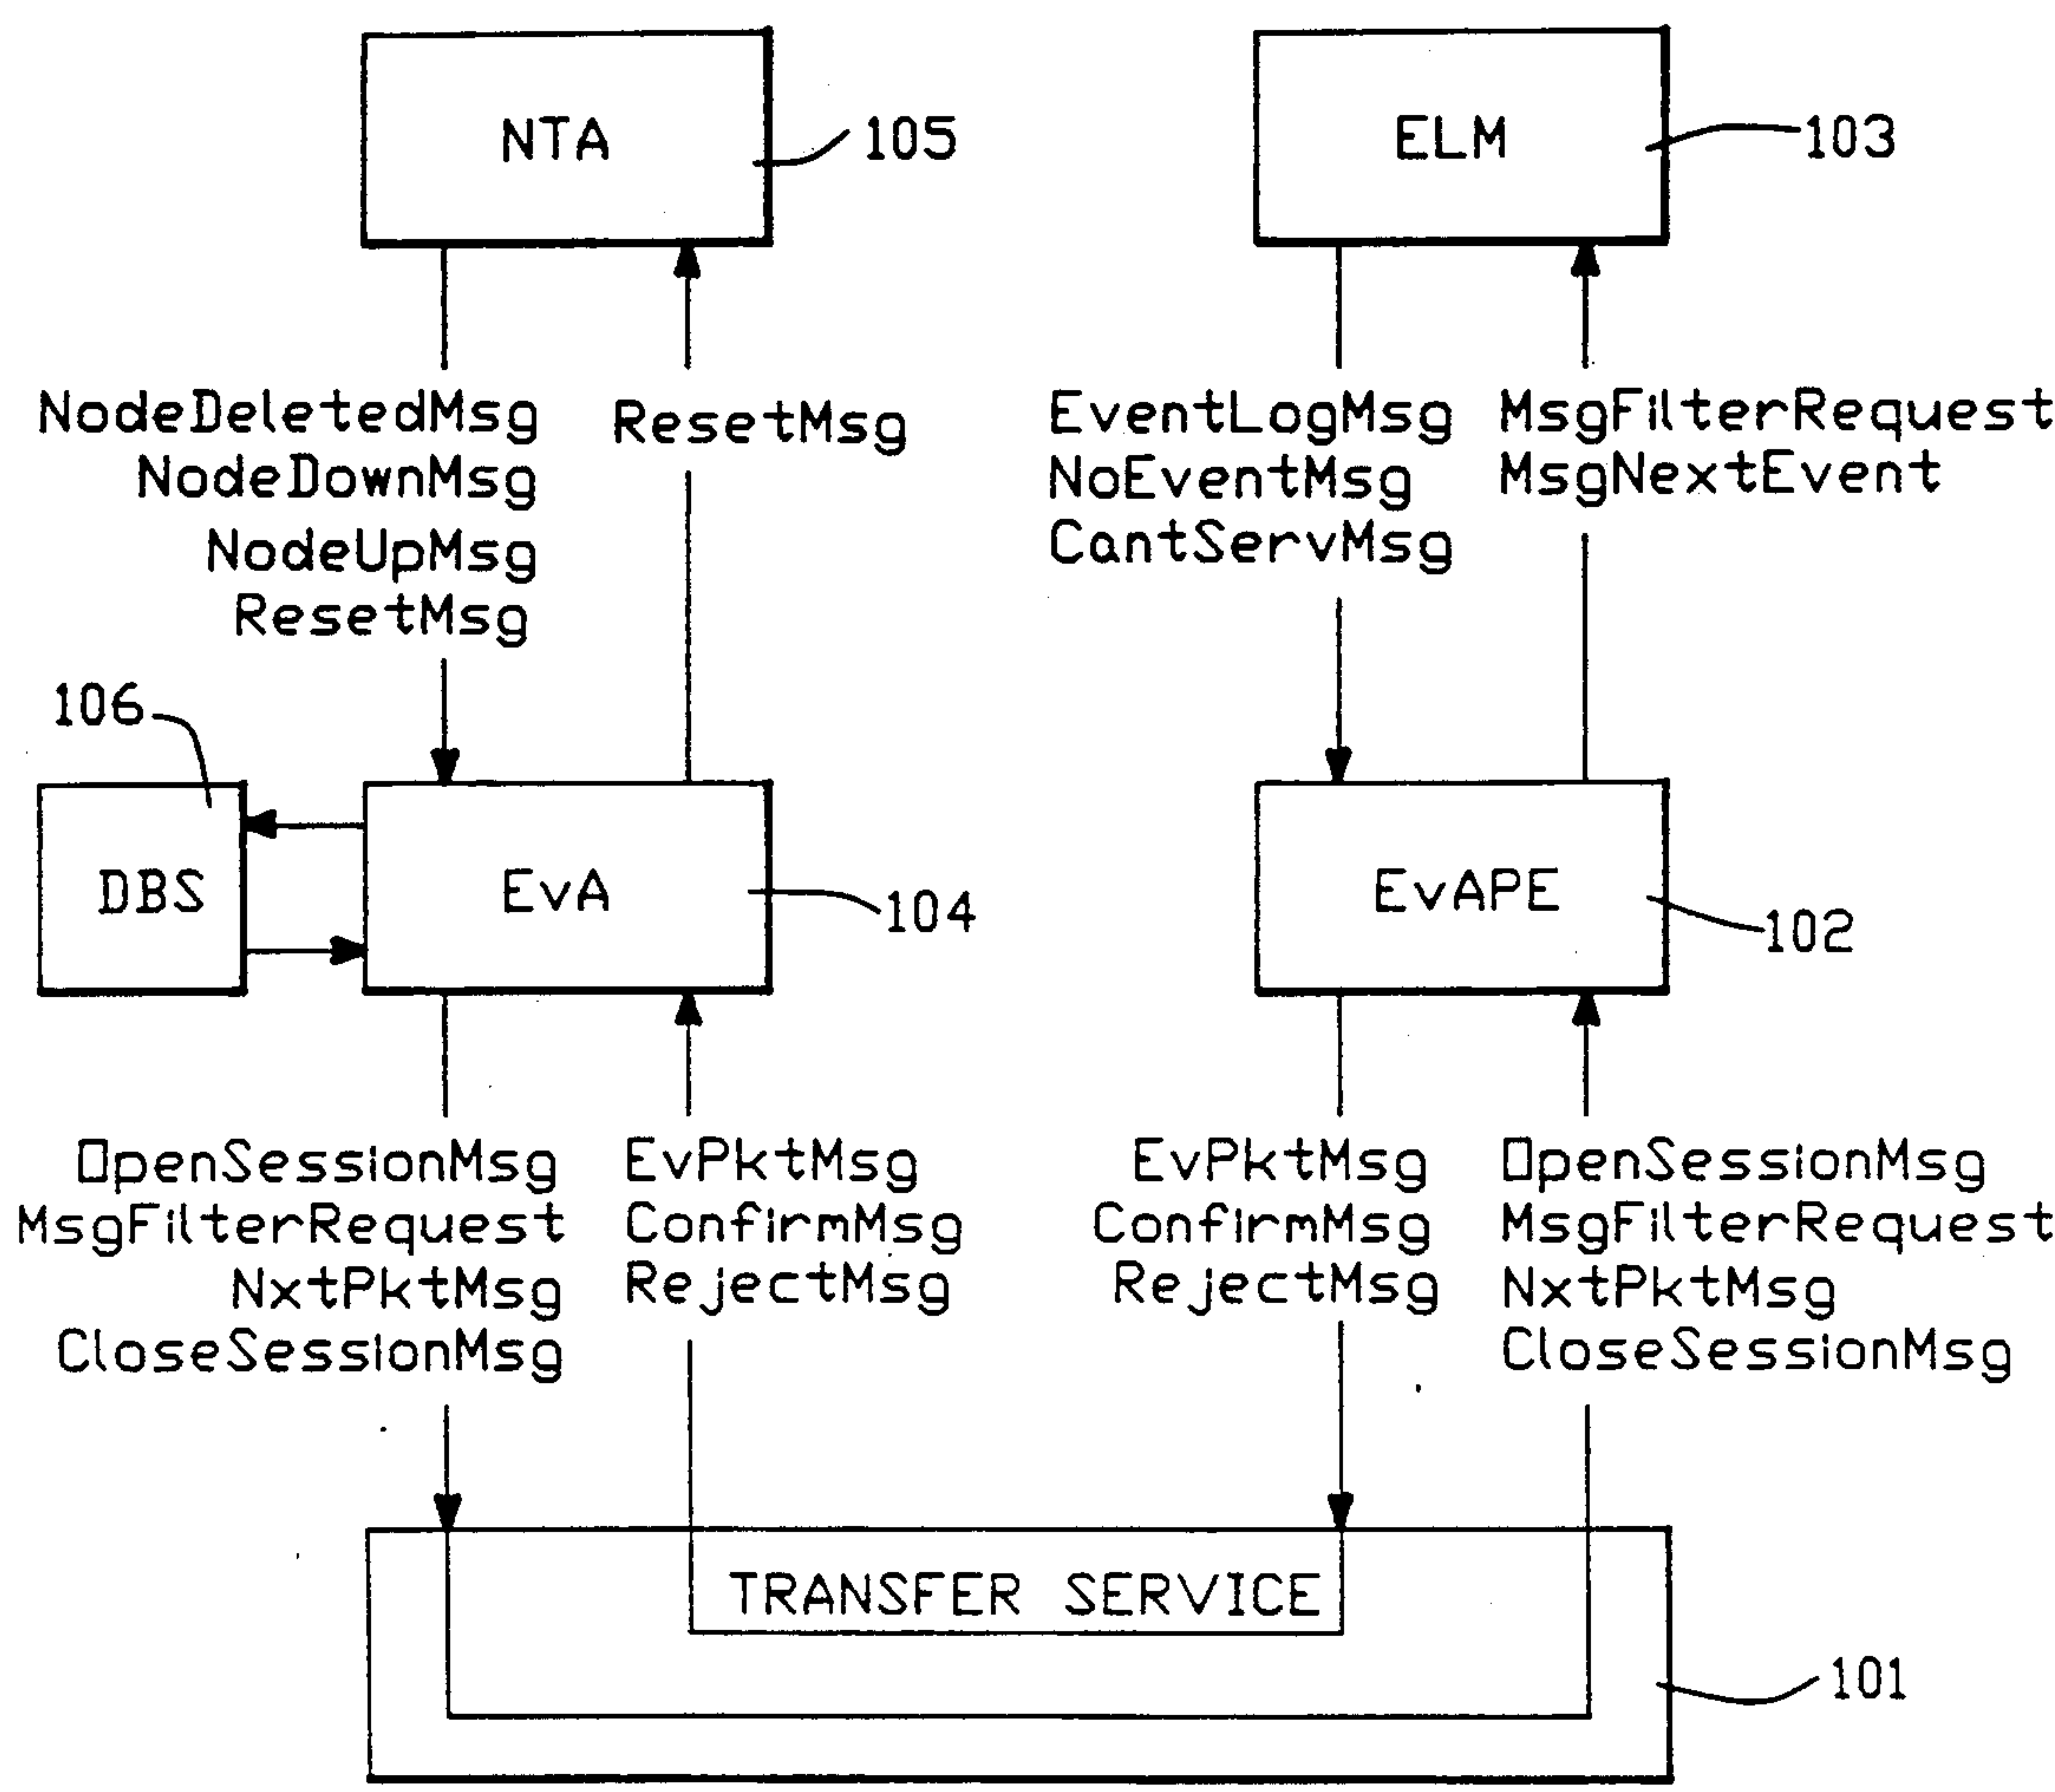 NTA
105
ELM
103
NodeDeletedMsg
NodeDownMsg
NodeUpMsg
ResetMsg
ResetMsg
EventLogMsg
NoEventMsg
CantServMsg
MsgFilterRequest
MsgNextEvent
106
DBS
EvA
104
EvAPE
102
OpenSessionMsg
MsgFilterRequest
NxtPktMsg
CloseSessionMsg
EvPktMsg
ConfirmMsg
RejectMsg
EvPktMsg
ConfirmMsg
RejectMsg
OpenSessionMsg
MsgFilterRequest
NxtPktMsg
CloseSessionMsg
TRANSFER SERVICE
101